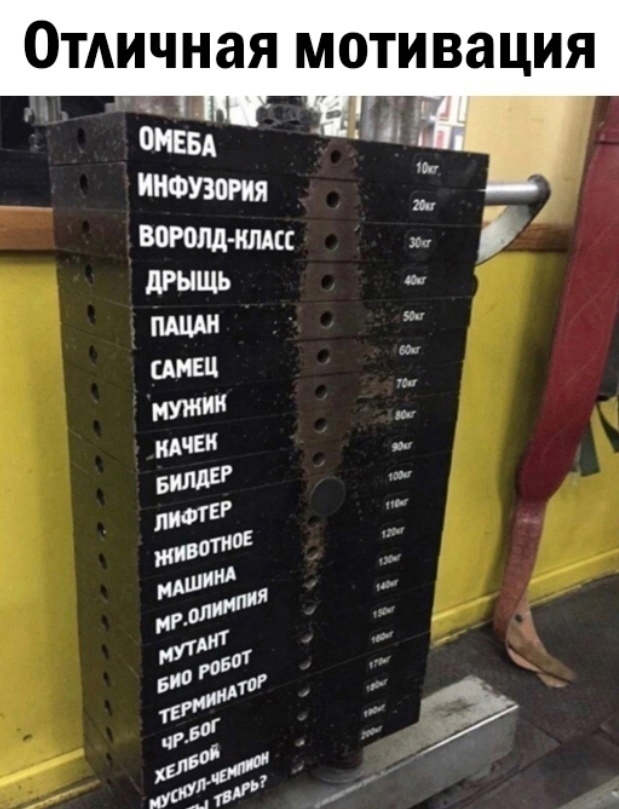 Отличная мотивация
ОМЕБА 10кг
ИНФУЗОРИЯ 20кг
ВОРОЛД-КЛАСС 30кг
ДРЫЩЬ 40кг
ПАЦАН 50кг
САМЕЦ 60кг
МУЖИК 70кг
КАЧЕК 80кг
БИЛДЕР 90кг
ЛИФТЕР 100кг
ЖИВОТНОЕ 110кг
МАШИНА 120кг
МР.ОЛИМПИЯ 130кг
МУТАНТ 140кг
БИО РОБОТ 150кг
ТЕРМИНАТОР 160кг
ЧР.БОГ 170кг
ХЕЛБОЙ 180кг
МУСКУЛ-ЧЕМПИОН 190кг
ТВАРЬ? 200кг